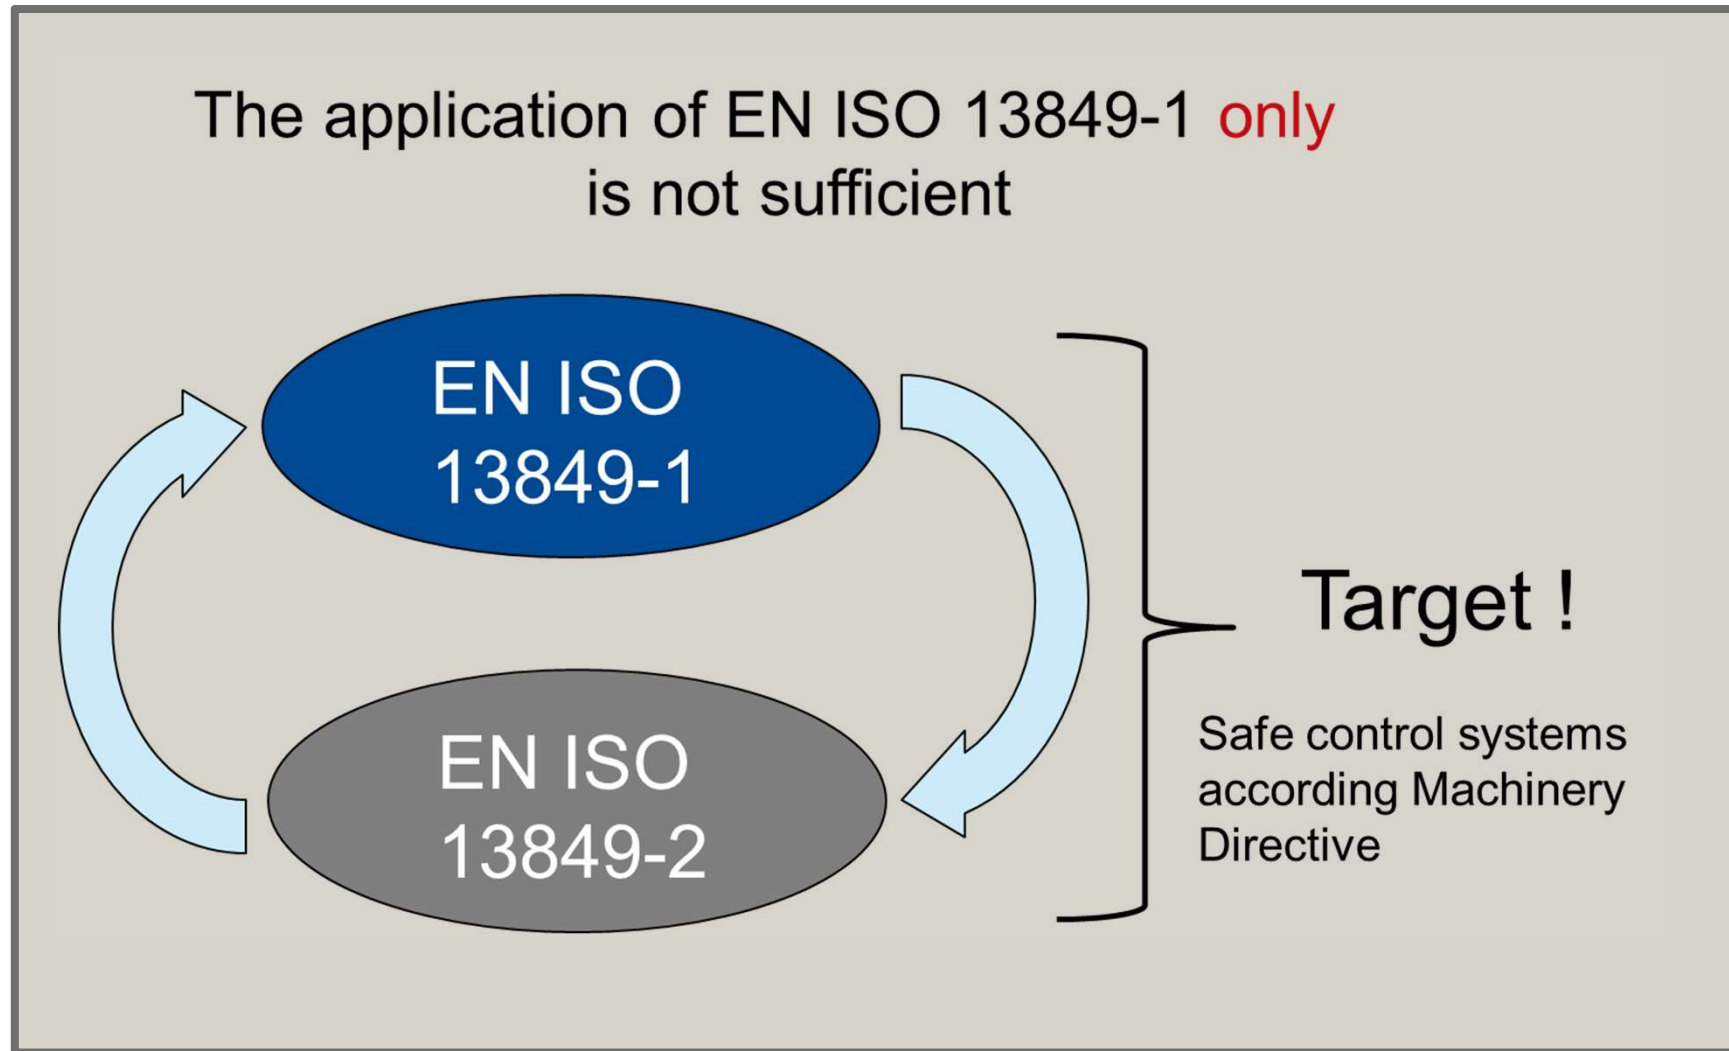 The application of EN ISO 13849-1 only
is not sufficient
EN ISO
13849-1
EN ISO
13849-2
Target !
Safe control systems
according Machinery
Directive